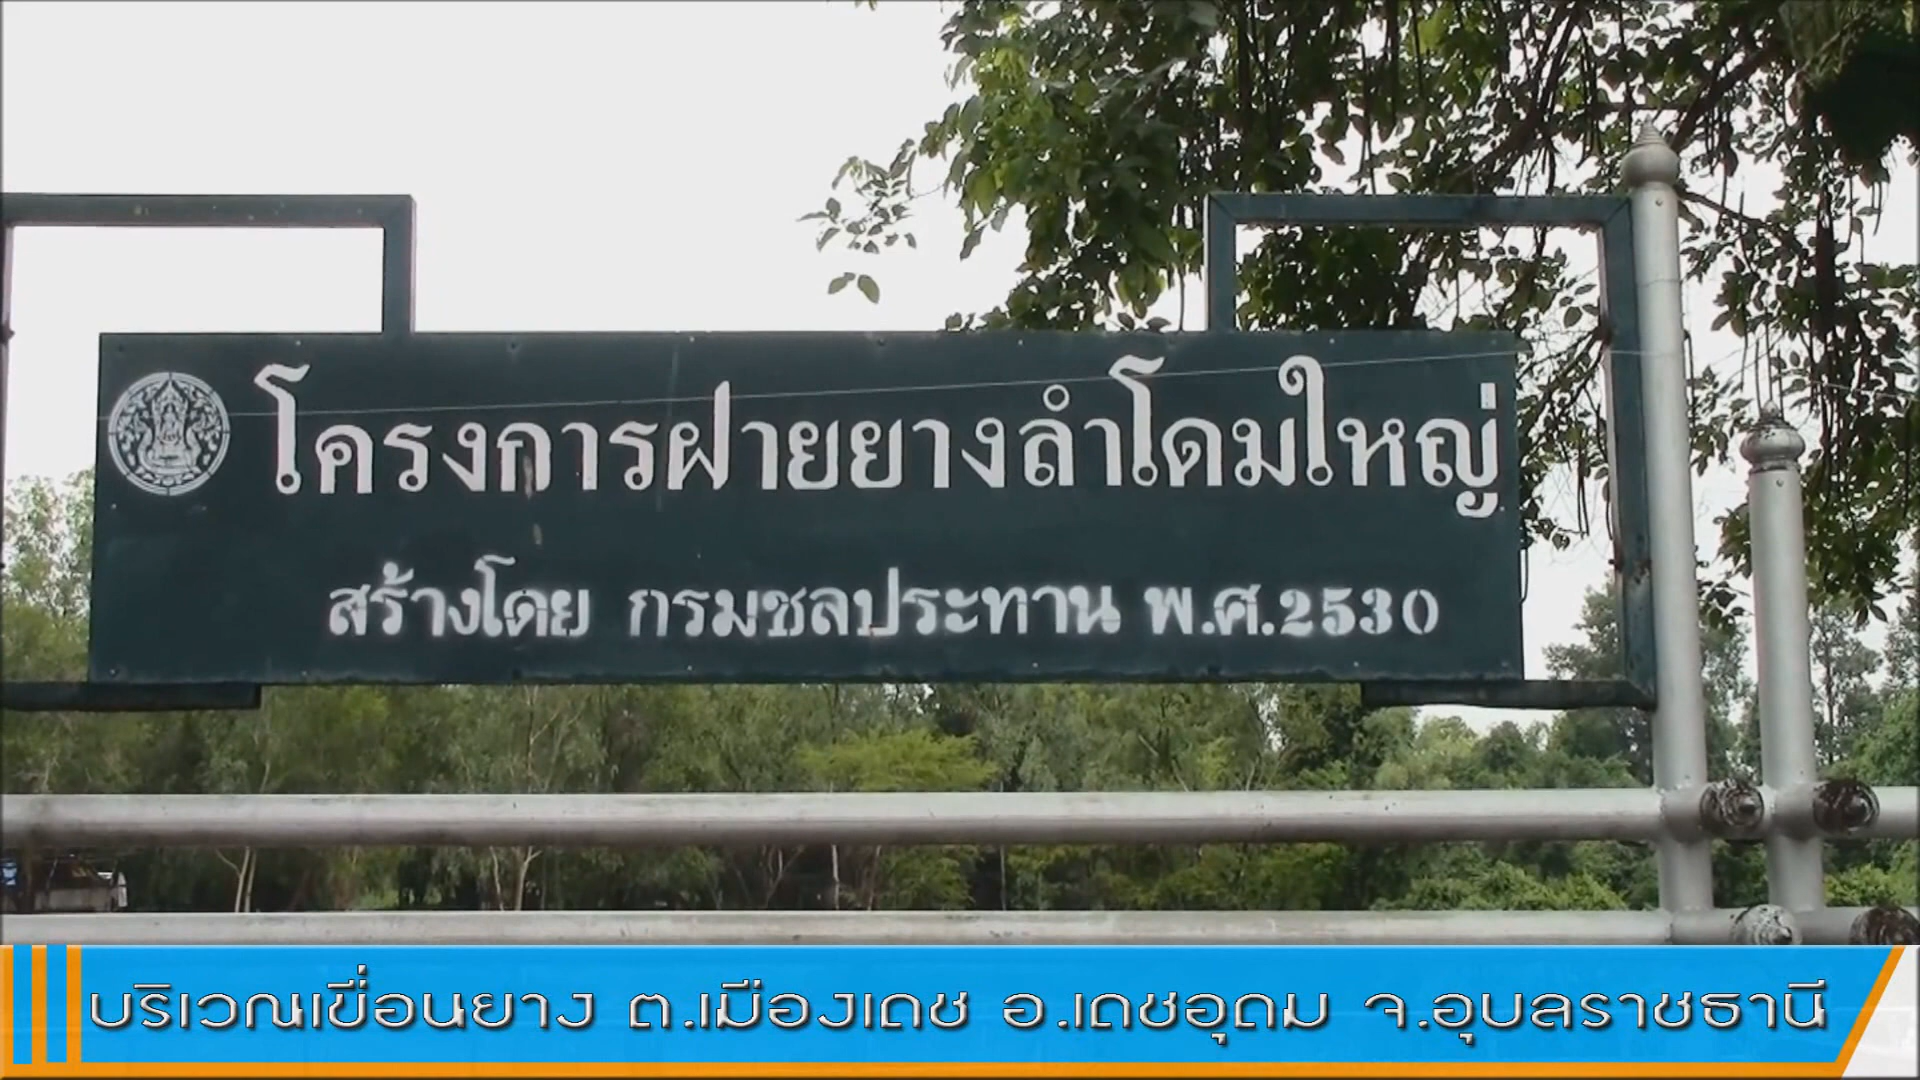 โครงการฝายยางลำโดมใหญ่
สร้างโดย กรมชลประทาน พ.ศ.2530
บริเวณเขื่อนยาง ต.เมืองเดช อ.เดชอุดม จ.อุบลราชธานี